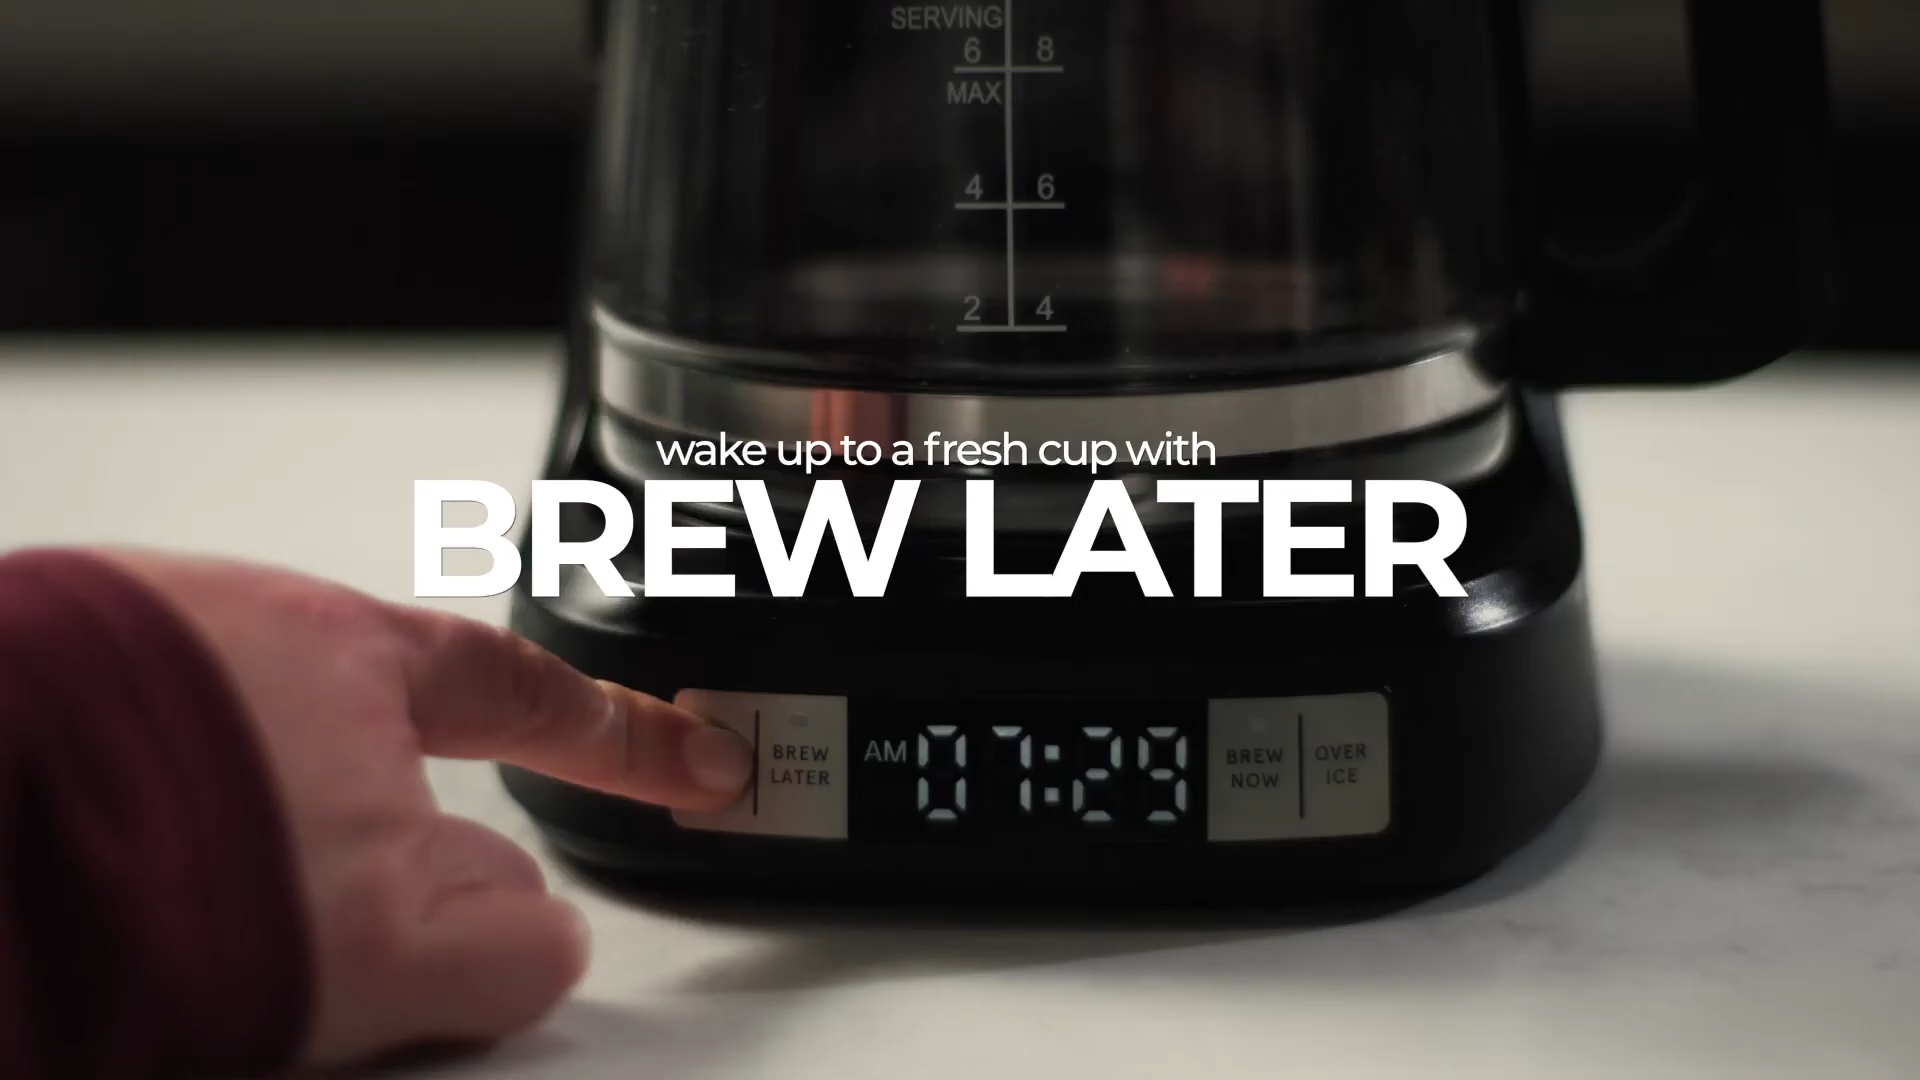 SERVING
6 8
MAX
4 6
2 4
wake up to a fresh cup with
BREW LATER
BREW
LATER
AM 07:29
BREW
NOW
OVER
ICE